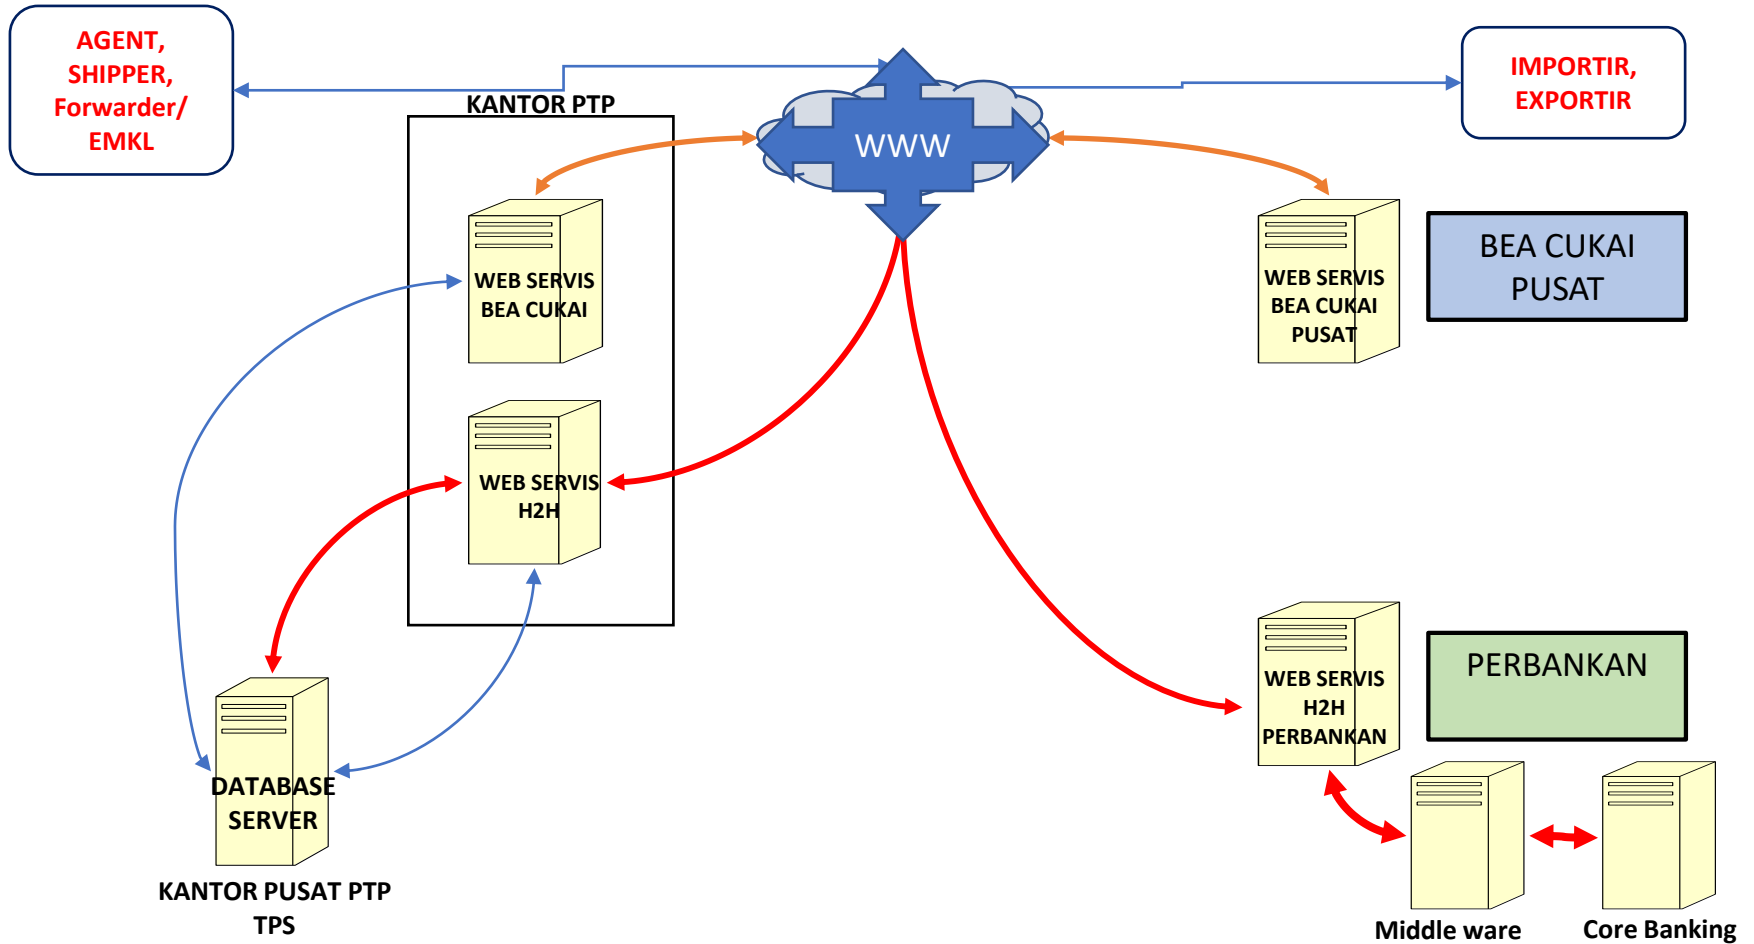 AGENT,
SHIPPER,
Forwarder/
EMKL
KANTOR PTP
WWW
IMPORTIR,
EXPORTIR
WEB SERVIS
BEA CUKAI
WEB SERVIS
BEA CUKAI
PUSAT
BEA CUKAI
PUSAT
WEB SERVIS
H2H
WEB SERVIS
H2H
PERBANKAN
PERBANKAN
DATABASE
SERVER
KANTOR PUSAT PTP
TPS
Middle ware
Core Banking